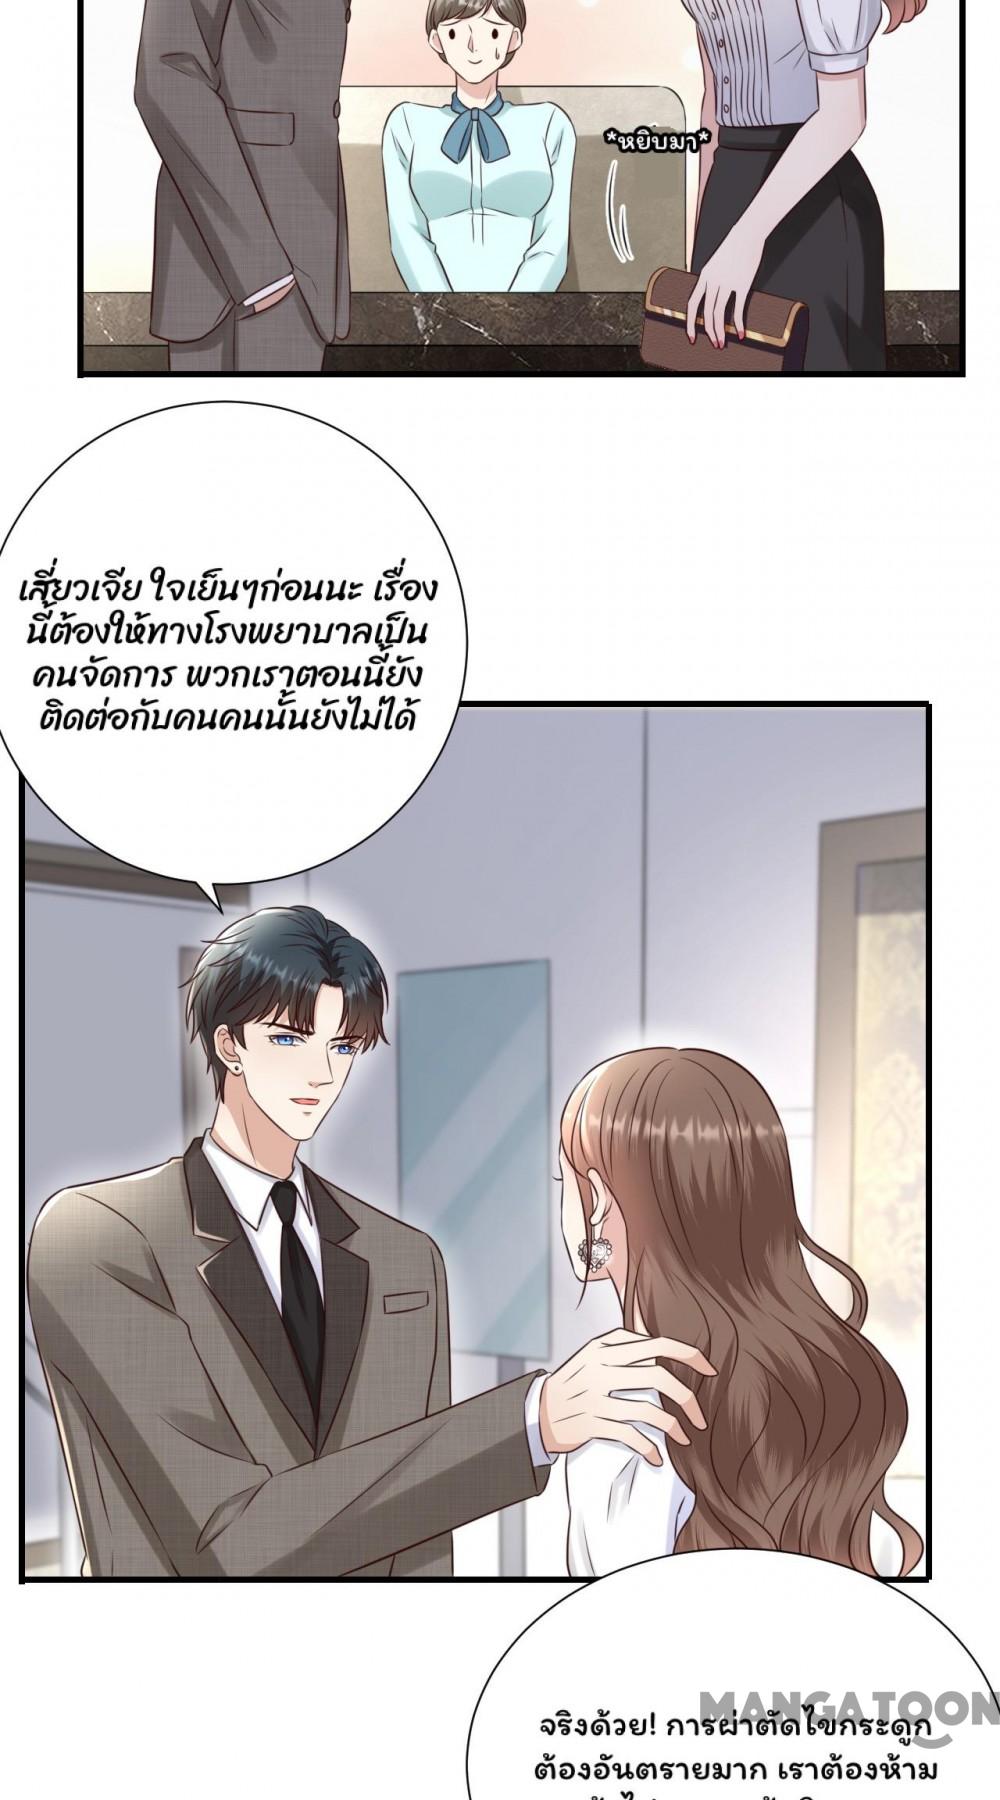 *หยิบมา*
เสี่ยวเจีย ใจเย็นๆก่อนนะ เรื่อง
นี้ต้องให้ทางโรงพยาบาลเป็น
คนจัดการ พวกเราตอนนี้ยัง
ติดต่อกับคนคนนั้นยังไม่ได้
MANGATOON
จริงด้วย! การผ่าตัดไขกระดูก
ต้องอันตรายมาก เราต้องห้าม